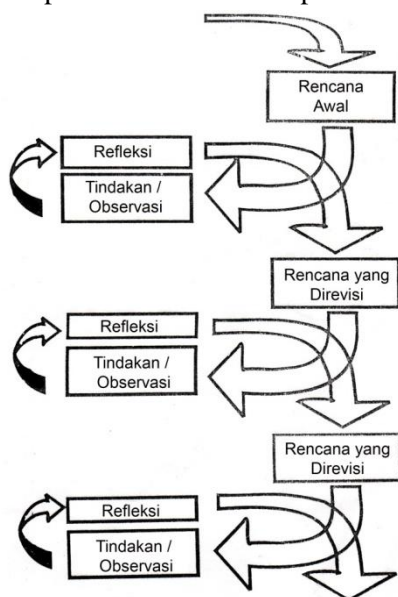 Rencana
Awal
Refleksi
Tindakan /
Observasi
Rencana yang
Direvisi
Refleksi
Tindakan /
Observasi
Rencana yang
Direvisi
Refleksi
Tindakan /
Observasi